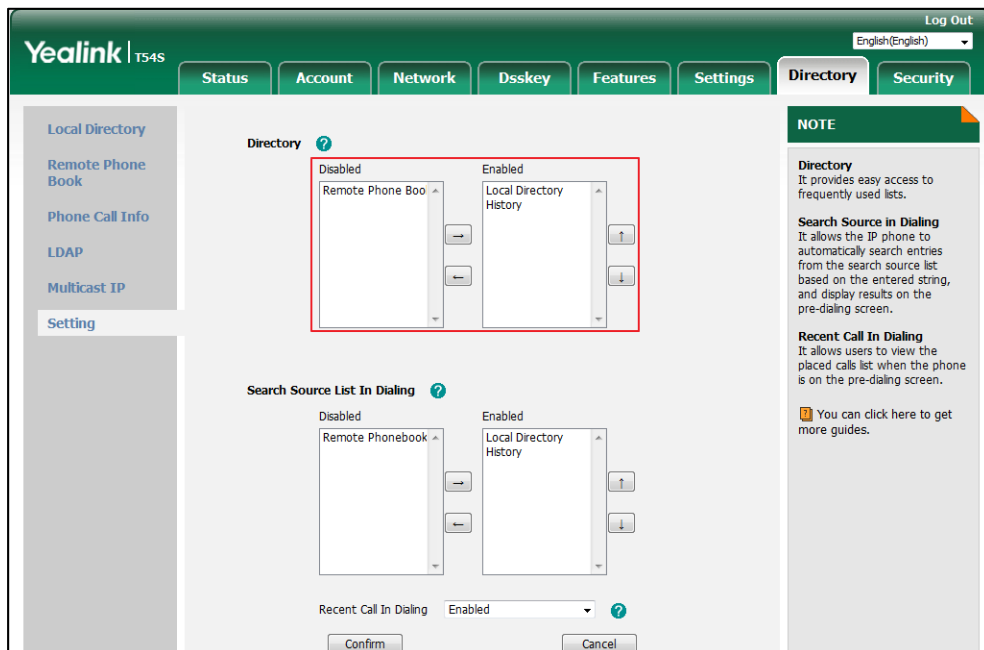 Log Out
English(English)
Yealink T54S
Status Account Network Dsskey Features Settings Directory Security
Local Directory
Remote Phone
Book
Phone Call Info
LDAP
Multicast IP
Setting
Directory ?
Disabled
Remote Phone Boo
→
←
Enabled
Local Directory
History
↑
↓
Search Source List In Dialing ?
Disabled
Remote Phonebook
→
←
Enabled
Local Directory
History
↑
↓
Recent Call In Dialing Enabled ?
Confirm Cancel
NOTE
Directory
It provides easy access to
frequently used lists.
Search Source in Dialing
It allows the IP phone to
automatically search entries
from the search source list
based on the entered string,
and display results on the
pre-dialing screen.
Recent Call In Dialing
It allows users to view the
placed calls list when the phone
is on the pre-dialing screen.
? You can click here to get
more guides.